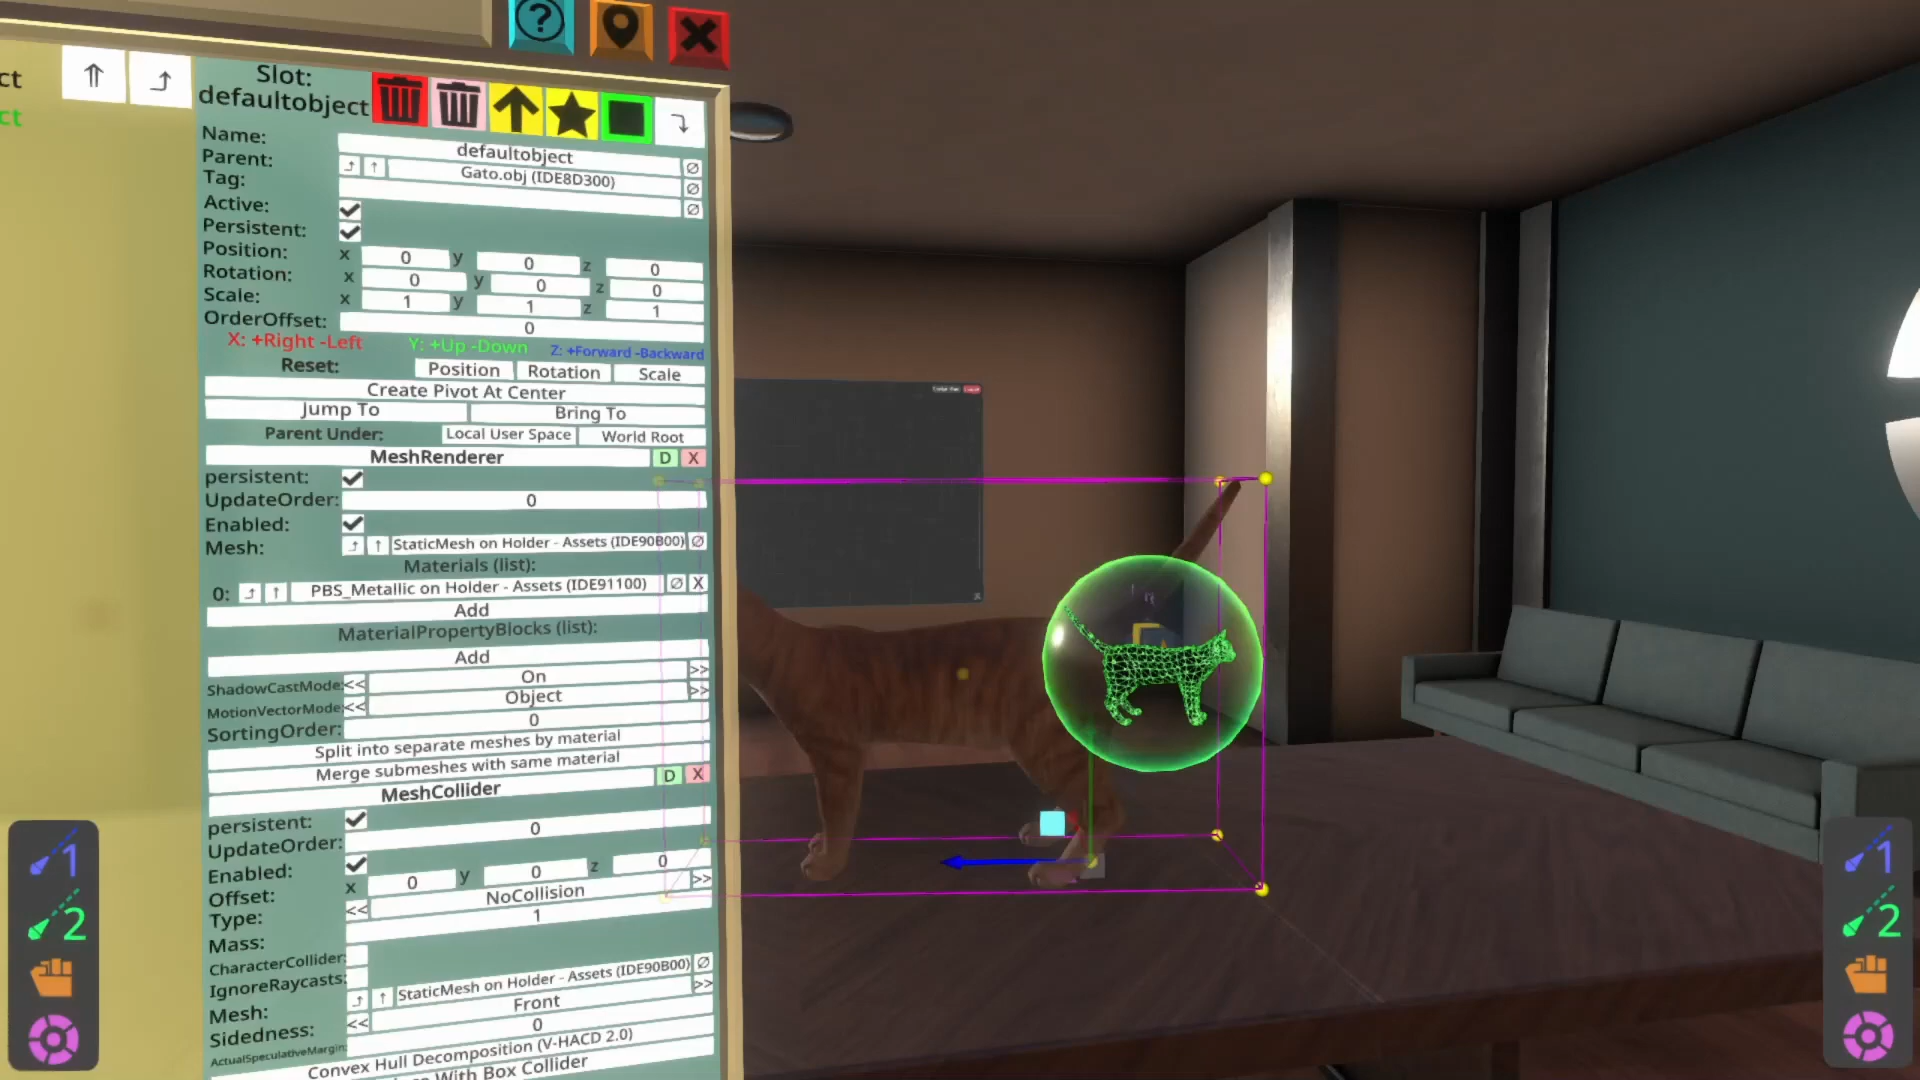 ct
ct
Slot:
defaultobject
Name:
defaultobject
Parent:
Gato.obj (IDE8D300)
Tag:
Active:
Persistent:
Position: x 0 y 0 z 0
Rotation: x 0 y 0 z 0
Scale: x 1 y 1 z 1
OrderOffset: 0
X: +Right -Left Y: +Up -Down Z: +Forward -Backward
Reset: Position Rotation Scale
Create Pivot At Center
Jump To Bring To
Parent Under: Local User Space World Root
MeshRenderer D X
persistent:
UpdateOrder: 0
Enabled:
Mesh: StaticMesh on Holder - Assets (IDE90B00)
Materials (list):
0: PBS_Metallic on Holder - Assets (IDE91100) X
Add
MaterialPropertyBlocks (list):
Add
ShadowCastMode: << On >>
MotionVectorMode: << Object >>
SortingOrder: 0
Split into separate meshes by material
Merge submeshes with same material
MeshCollider D X
persistent:
UpdateOrder: 0
Enabled:
Offset: x 0 y 0 z 0
Type: << NoCollision >>
Mass: 1
CharacterCollider:
IgnoreRaycasts:
Mesh: StaticMesh on Holder - Assets (IDE90B00)
Sidedness: << Front >>
ActualSpeculativeMargin: 0
Convex Hull Decomposition (V-HACD 2.0)
With Box Collider
?
1
2
1
2